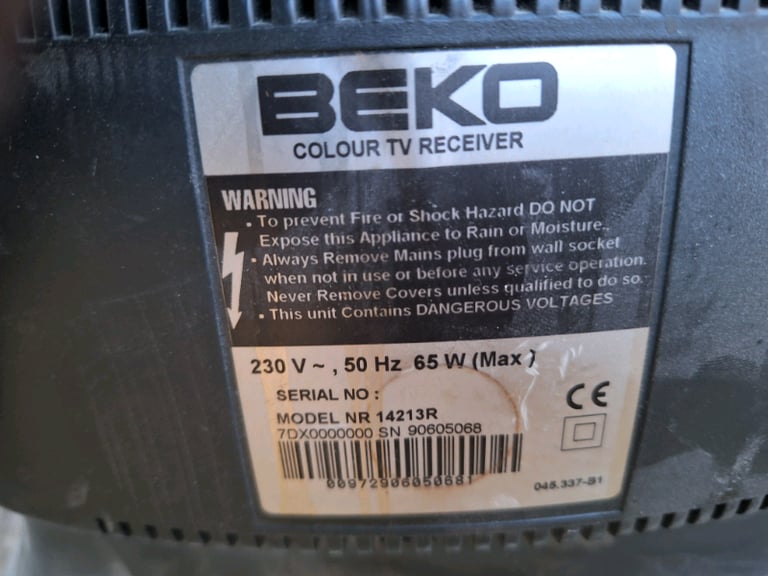 BEKO
COLOUR TV RECEIVER
WARNING
• To prevent Fire or Shock Hazard DO NOT
Expose this Appliance to Rain or Moisture.
• Always Remove Mains plug from wall socket
when not in use or before any service operation.
Never Remove Covers unless qualified to do so.
• This unit Contains DANGEROUS VOLTAGES
230 V ~ , 50 Hz 65 W (Max)
SERIAL NO :
MODEL NR 14213R
7DX0000000 SN 90605068
00972906050681
CE
045.337-B1